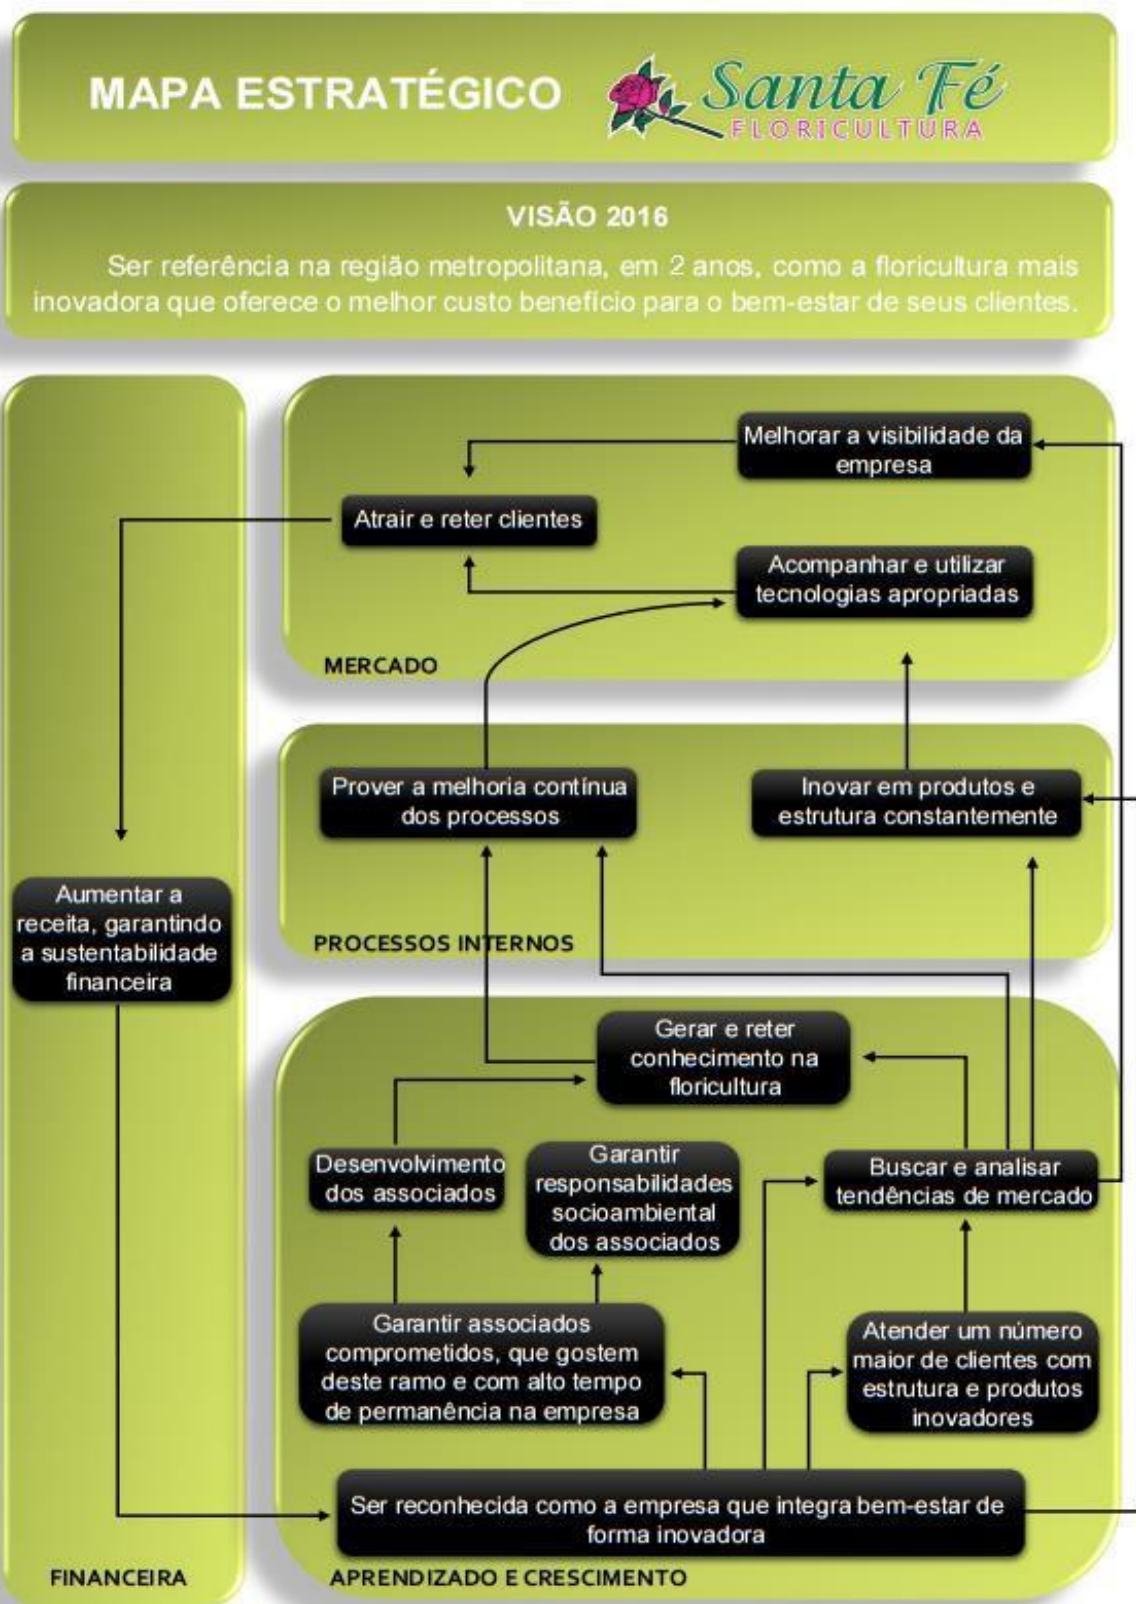 MAPA ESTRATÉGICO
Santa Fé
FLORICULTURA
VISÃO 2016
Ser referência na região metropolitana, em 2 anos, como a floricultura mais
inovadora que oferece o melhor custo benefício para o bem-estar de seus clientes.
Melhorar a visibilidade da
empresa
Atrair e reter clientes
Acompanhar e utilizar
tecnologias apropriadas
MERCADO
Prover a melhoria contínua
dos processos
Inovar em produtos e
estrutura constantemente
PROCESSOS INTERNOS
Aumentar a
receita, garantindo
a sustentabilidade
financeira
Gerar e reter
conhecimento na
floricultura
Desenvolvimento
dos associados
Garantir
responsabilidades
socioambiental
dos associados
Buscar e analisar
tendências de mercado
Garantir associados
comprometidos, que gostem
deste ramo e com alto tempo
de permanência na empresa
Atender um número
maior de clientes com
estrutura e produtos
inovadores
Ser reconhecida como a empresa que integra bem-estar de
forma inovadora
FINANCEIRA
APRENDIZADO E CRESCIMENTO